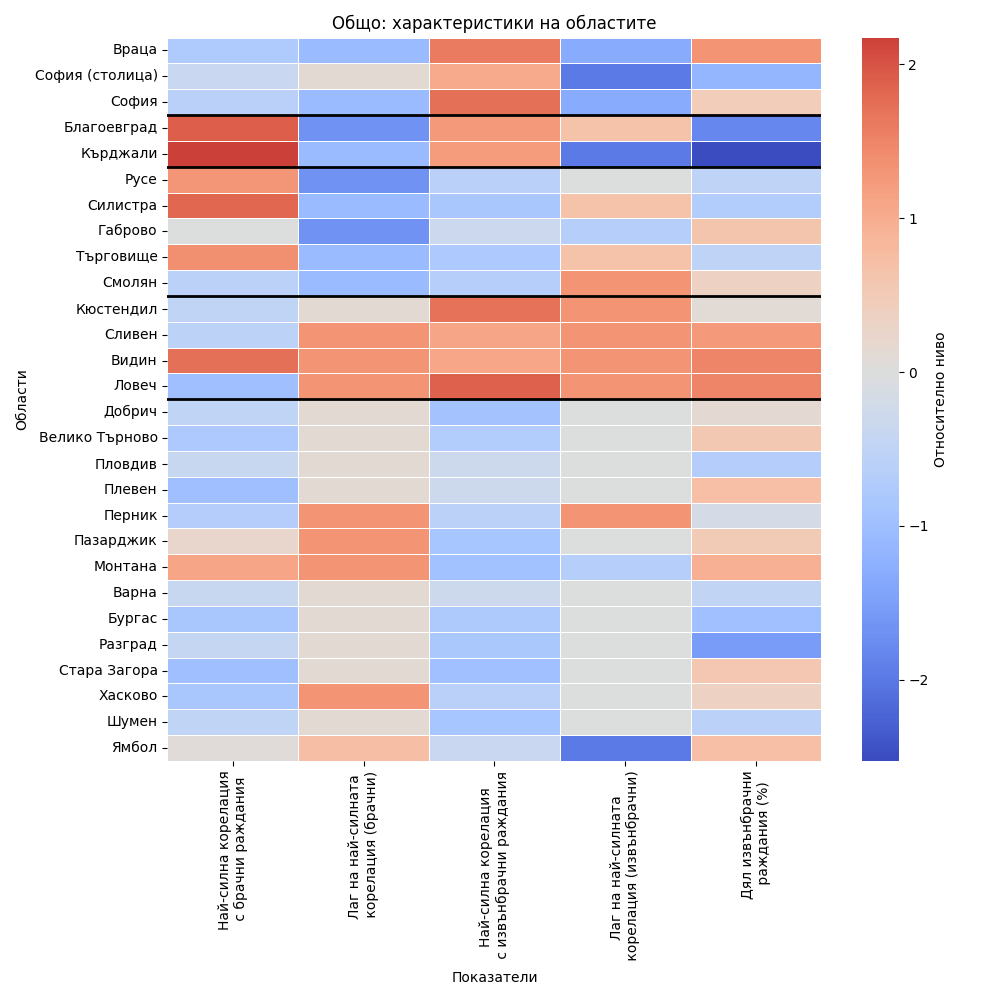 Общо: характеристики на областите
Враца
София (столица)
София
Благоевград
Кърджали
Русе
Силистра
Габрово
Търговище
Смолян
Кюстендил
Сливен
Видин
Ловеч
Добрич
Велико Търново
Пловдив
Плевен
Перник
Пазарджик
Монтана
Варна
Бургас
Разград
Стара Загора
Хасково
Шумен
Ямбол
Области
Най-силна корелация
с брачни раждания
Лаг на най-силната
корелация (брачни)
Най-силна корелация
с извънбрачни раждания
Лаг на най-силната
корелация (извънбрачни)
Дял извънбрачни
раждания (%)
Показатели
2
1
0
−1
−2
Относително ниво